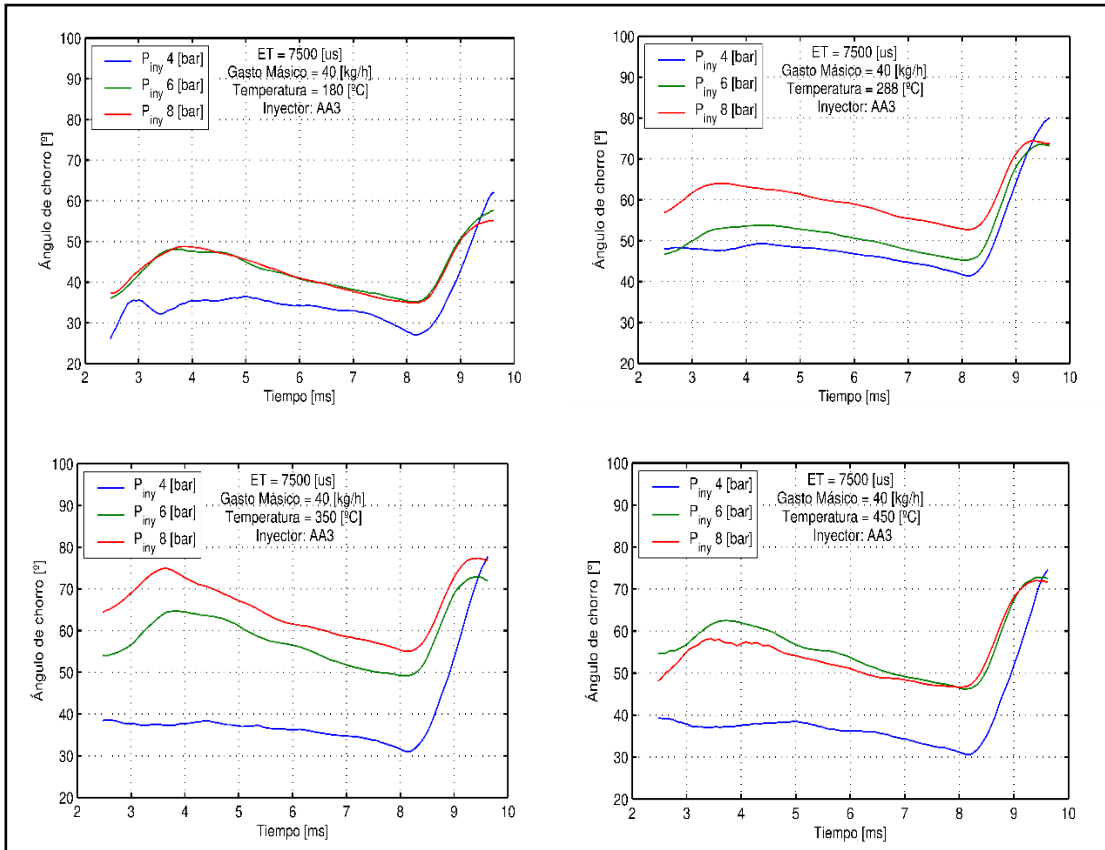 100
90
80
70
60
50
40
30
20
Ángulo de chorro [º]
P iny 4 [bar]
P iny 6 [bar]
P iny 8 [bar]
ET = 7500 [us]
Gasto Másico = 40 [kg/h]
Temperatura = 180 [ºC]
Inyector: AA3
2 3 4 5 6 7 8 9 10
Tiempo [ms]
100
90
80
70
60
50
40
30
20
Ángulo de chorro [º]
P iny 4 [bar]
P iny 6 [bar]
P iny 8 [bar]
ET = 7500 [us]
Gasto Másico = 40 [kg/h]
Temperatura = 288 [ºC]
Inyector: AA3
2 3 4 5 6 7 8 9 10
Tiempo [ms]
100
90
80
70
60
50
40
30
20
Ángulo de chorro [º]
P iny 4 [bar]
P iny 6 [bar]
P iny 8 [bar]
ET = 7500 [us]
Gasto Másico = 40 [kg/h]
Temperatura = 350 [ºC]
Inyector: AA3
2 3 4 5 6 7 8 9 10
Tiempo [ms]
100
90
80
70
60
50
40
30
20
Ángulo de chorro [º]
P iny 4 [bar]
P iny 6 [bar]
P iny 8 [bar]
ET = 7500 [us]
Gasto Másico = 40 [kg/h]
Temperatura = 450 [ºC]
Inyector: AA3
2 3 4 5 6 7 8 9 10
Tiempo [ms]